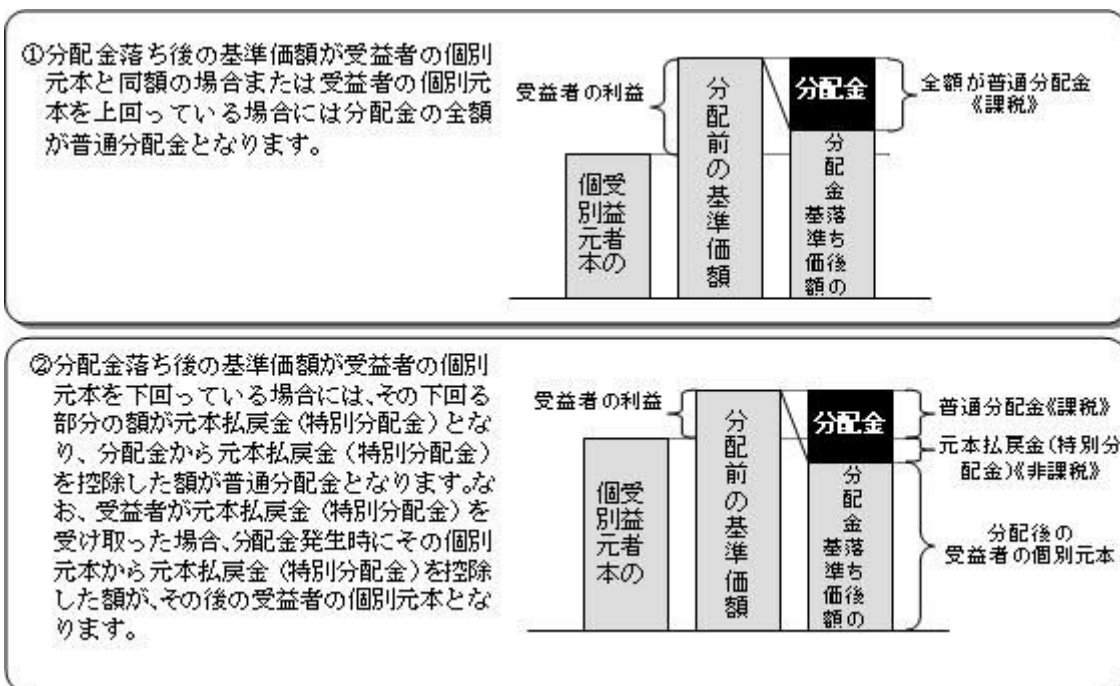 ①分配金落ち後の基準価額が受益者の個別
元本と同額の場合または受益者の個別元
本を上回っている場合には分配金の全額
が普通分配金となります。
受益者の利益
個別元本
受益者の
分配前の基準価額
分配金
分配金落ち後の
基準価額
全額が普通分配金
《課税》
②分配金落ち後の基準価額が受益者の個別
元本を下回っている場合には、その下回る
部分の額が元本払戻金(特別分配金)とな
り、分配金から元本払戻金(特別分配金)
を控除した額が普通分配金となります。な
お、受益者が元本払戻金(特別分配金)を
受け取った場合、分配金発生時にその個別
元本から元本払戻金(特別分配金)を控除
した額が、その後の受益者の個別元本とな
ります。
受益者の利益
受益者の
個別元本
分配前の基準価額
分配金
分配金落ち後の
基準価額
普通分配金《課税》
元本払戻金(特別分
配金)《非課税》
分配後の
受益者の個別元本